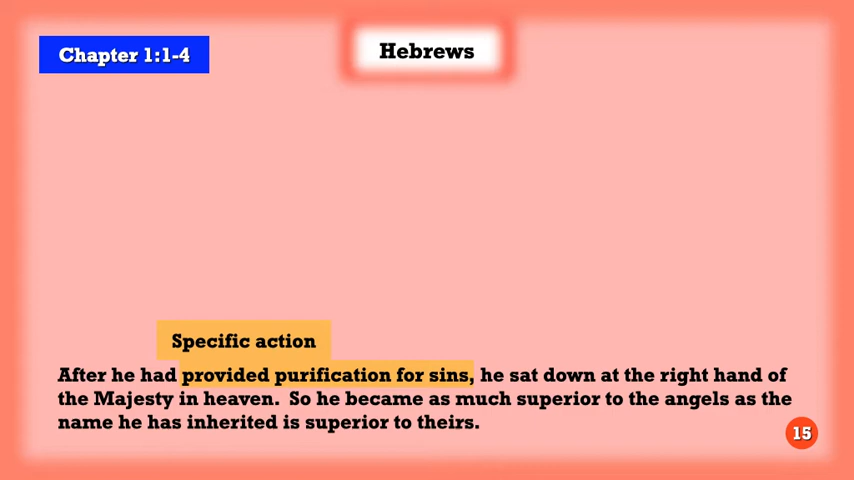 Chapter 1:1-4
Hebrews
Specific action
After he had provided purification for sins, he sat down at the right hand of
the Majesty in heaven.  So he became as much superior to the angels as the
name he has inherited is superior to theirs.
15